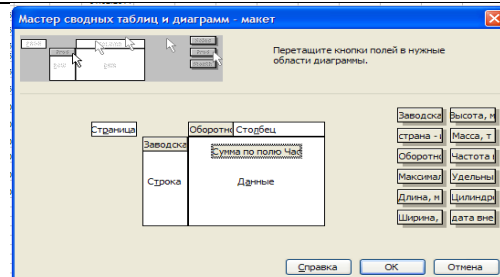 Мастер сводных таблиц и диаграмм - макет
Перетащите кнопки полей в нужные
области диаграммы.
Страница
Оборотно Столбец
Заводска
Сумма по полю Час
Строка
Данные
Заводска Высота, м
страна - и Масса, т
Оборотно Частота
Максимал Удельны
Длина, м Цилиндр
Ширина, дата вне
Справка ОК Отмена